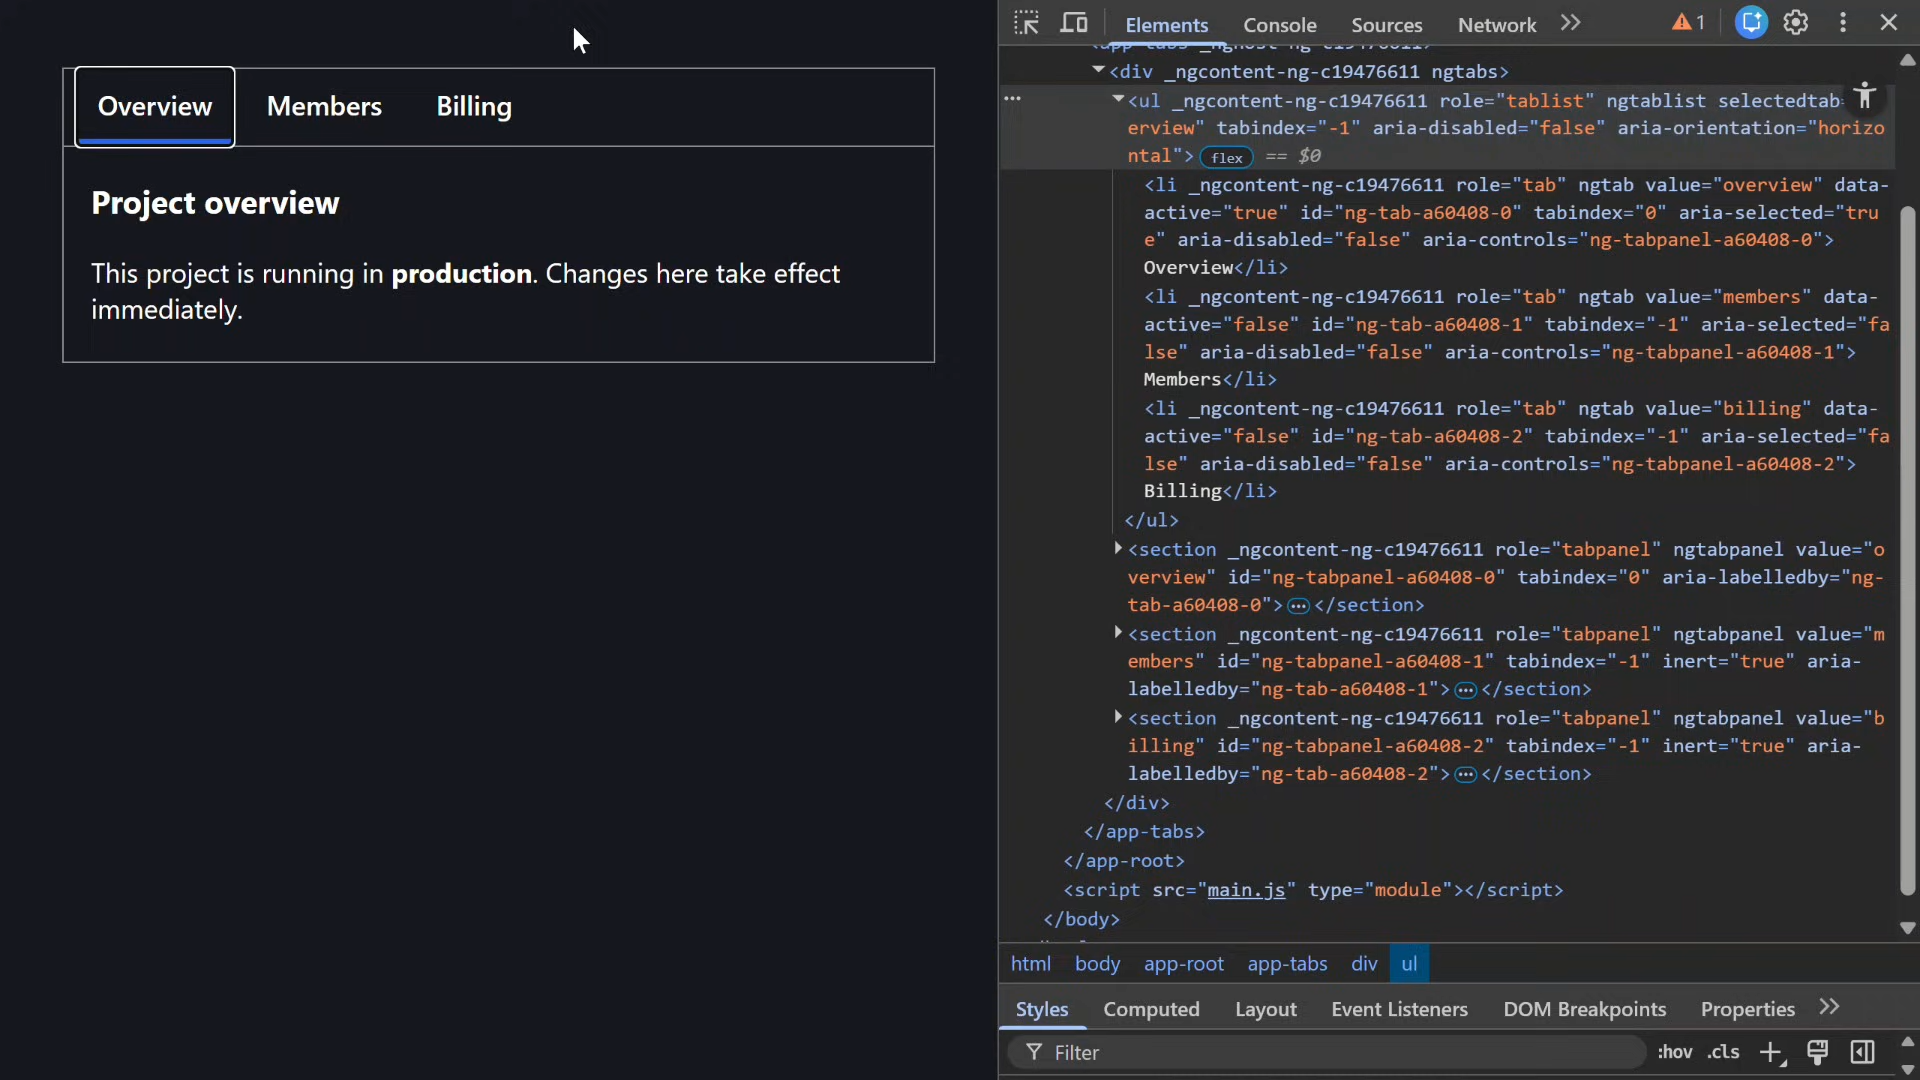 Overview Members Billing
Project overview
This project is running in production. Changes here take effect
immediately.
Elements Console Sources Network 1
<div _ngcontent-ng-c19476611 ngtabs>
<ul _ngcontent-ng-c19476611 role="tablist" ngtablist selectedtab
erview" tabindex="-1" aria-disabled="false" aria-orientation="horizo
ntal"> flex == $0
<li _ngcontent-ng-c19476611 role="tab" ngtab value="overview" data-
active="true" id="ng-tab-a60408-0" tabindex="0" aria-selected="tru
e" aria-disabled="false" aria-controls="ng-tabpanel-a60408-0">
Overview</li>
<li _ngcontent-ng-c19476611 role="tab" ngtab value="members" data-
active="false" id="ng-tab-a60408-1" tabindex="-1" aria-selected="fa
lse" aria-disabled="false" aria-controls="ng-tabpanel-a60408-1">
Members</li>
<li _ngcontent-ng-c19476611 role="tab" ngtab value="billing" data-
active="false" id="ng-tab-a60408-2" tabindex="-1" aria-selected="fa
lse" aria-disabled="false" aria-controls="ng-tabpanel-a60408-2">
Billing</li>
</ul>
<section _ngcontent-ng-c19476611 role="tabpanel" ngtabpanel value="o
verview" id="ng-tabpanel-a60408-0" tabindex="0" aria-labelledby="ng-
tab-a60408-0"> … </section>
<section _ngcontent-ng-c19476611 role="tabpanel" ngtabpanel value="m
embers" id="ng-tabpanel-a60408-1" tabindex="-1" inert="true" aria-
labelledby="ng-tab-a60408-1"> … </section>
<section _ngcontent-ng-c19476611 role="tabpanel" ngtabpanel value="b
illing" id="ng-tabpanel-a60408-2" tabindex="-1" inert="true" aria-
labelledby="ng-tab-a60408-2"> … </section>
</div>
</app-tabs>
</app-root>
<script src="main.js" type="module"></script>
</body>
html body app-root app-tabs div ul
Styles Computed Layout Event Listeners DOM Breakpoints Properties
Filter :hov .cls